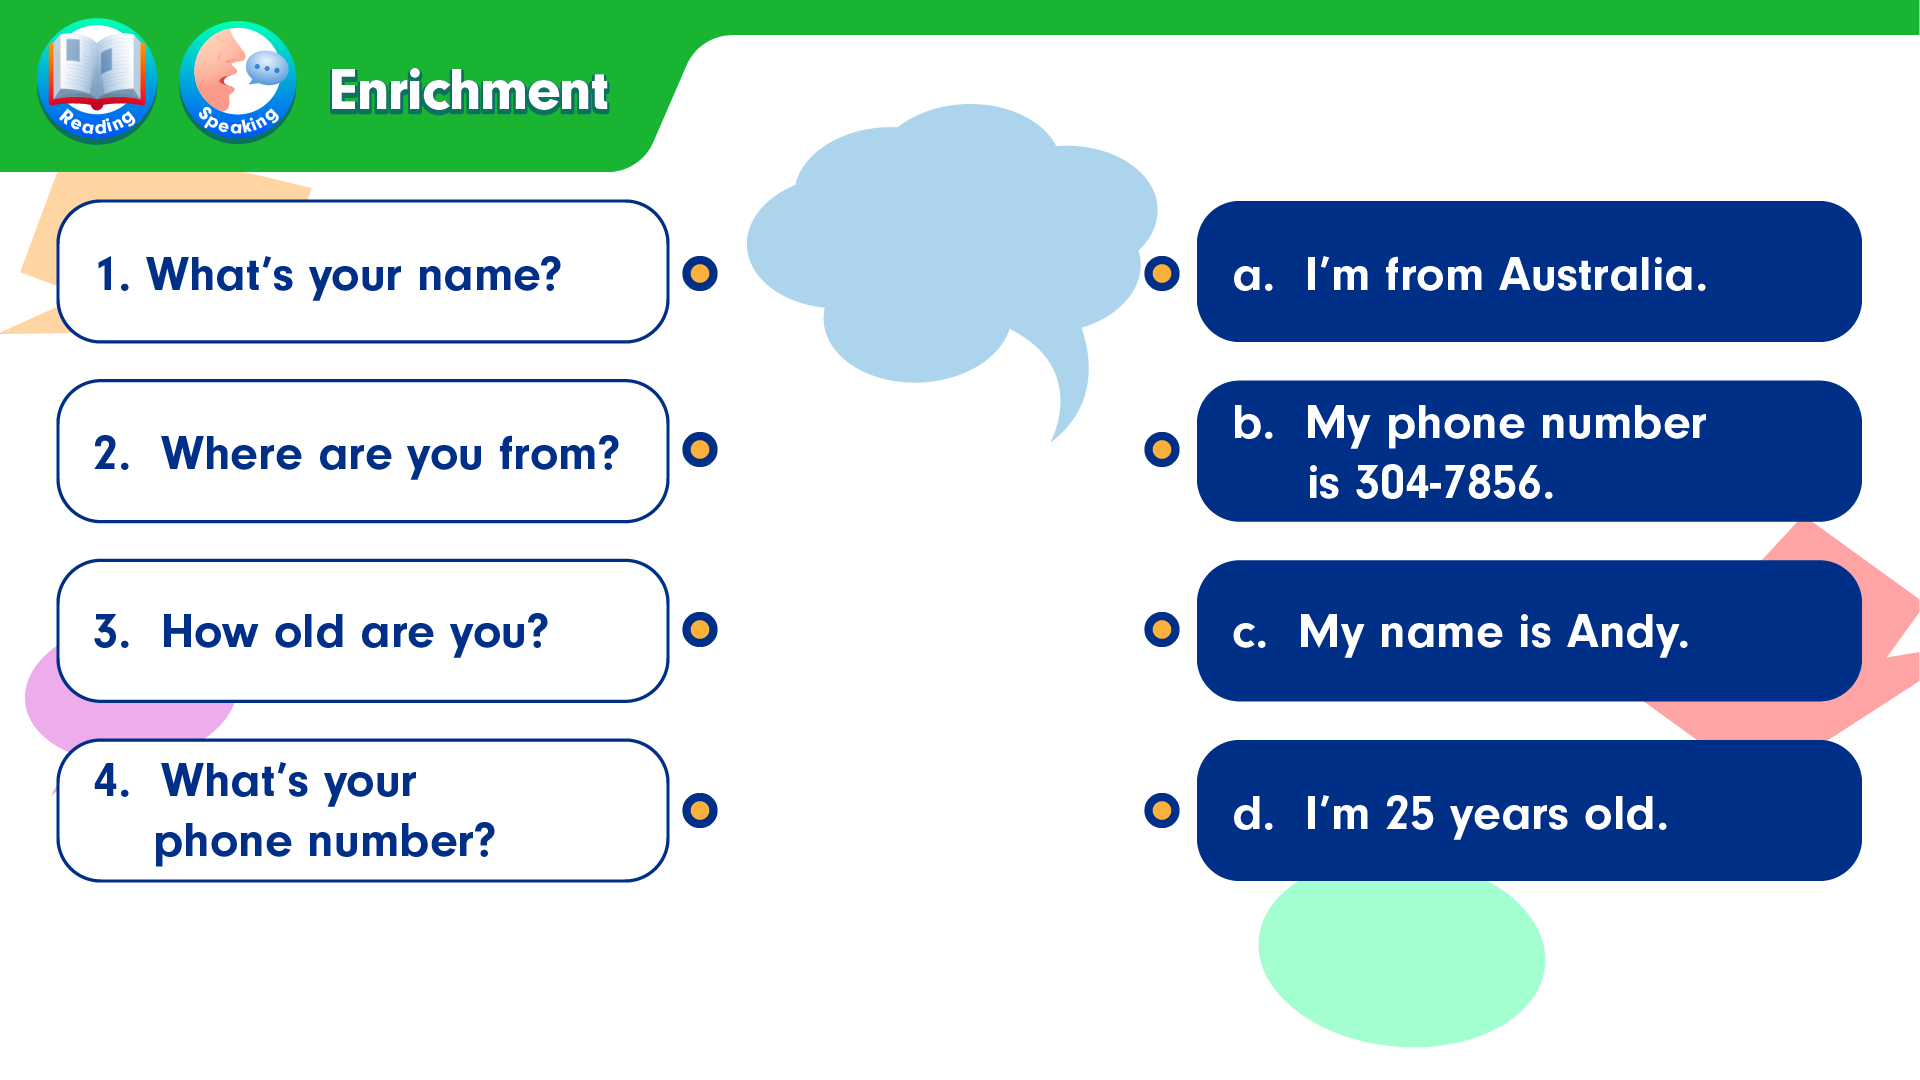 Reading
Speaking
Enrichment
1. What's your name?
a. I'm from Australia.
2. Where are you from?
b. My phone number
is 304-7856.
3. How old are you?
c. My name is Andy.
4. What's your
phone number?
d. I'm 25 years old.